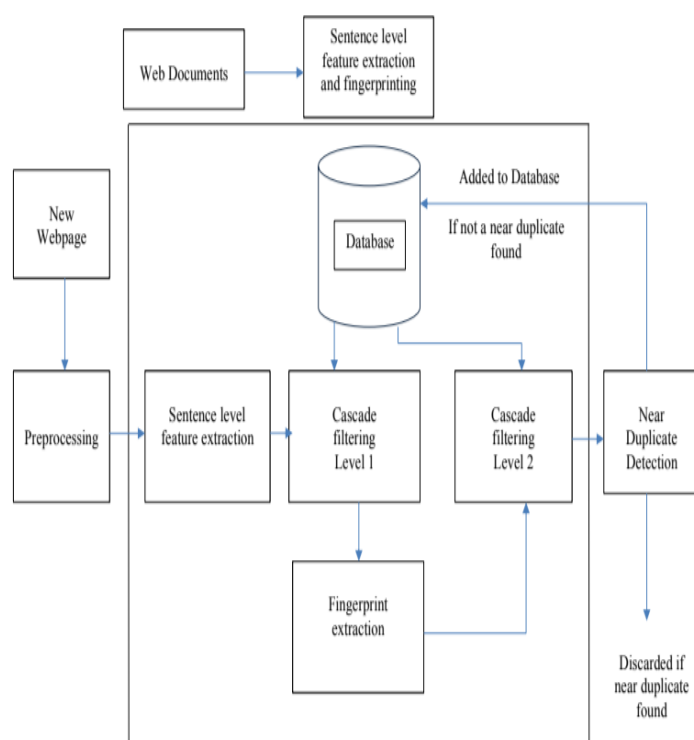 Web Documents
Sentence level
feature extraction
and fingerprinting
New
Webpage
Database
Added to Database
If not a near duplicate
found
Preprocessing
Sentence level
feature extraction
Cascade
filtering
Level 1
Cascade
filtering
Level 2
Near
Duplicate
Detection
Fingerprint
extraction
Discarded if
near duplicate
found